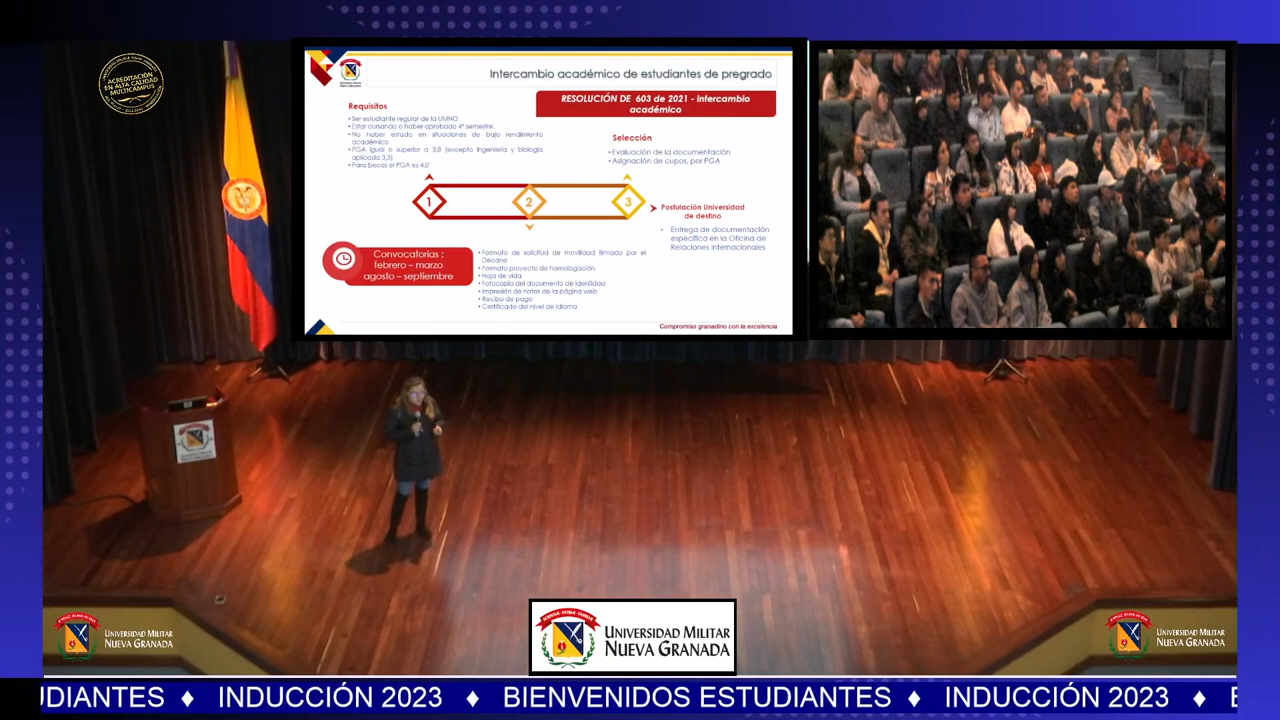 ACREDITACIÓN
EN ALTA CALIDAD
MULTICAMPUS
Intercambio académico de estudiantes de pregrado
RESOLUCIÓN DE 603 de 2021 - Intercambio
académico
Requisitos
• Ser estudiante regular de la UMNG
• Estar cursando o haber aprobado 4° semestre.
• No haber estado en situaciones de bajo rendimiento
académico
• PGA igual o superior a 3,8 (excepto ingeniería y biología
aplicada 3,5)
• Para becas el PGA es 4,0
Selección
• Evaluación de la documentación
• Asignación de cupos, por PGA
1
2
3
Postulación Universidad
de destino
• Entrega de documentación
específica en la Oficina de
Relaciones Internacionales
Convocatorias :
febrero – marzo
agosto – septiembre
• Formato de solicitud de movilidad firmado por el
Decano
• Formato proyecto de homologación
• Hoja de vida
• Fotocopia del documento de identidad
• Impresión de notas de la página web
• Recibo de pago
• Certificado del nivel de idioma
Compromiso granadino con la excelencia
UNIVERSIDAD MILITAR
NUEVA GRANADA
UNIVERSIDAD MILITAR
NUEVA GRANADA
UNIVERSIDAD MILITAR
NUEVA GRANADA
UDIANTES ♦ INDUCCIÓN 2023 ♦ BIENVENIDOS ESTUDIANTES ♦ INDUCCIÓN 2023 ♦